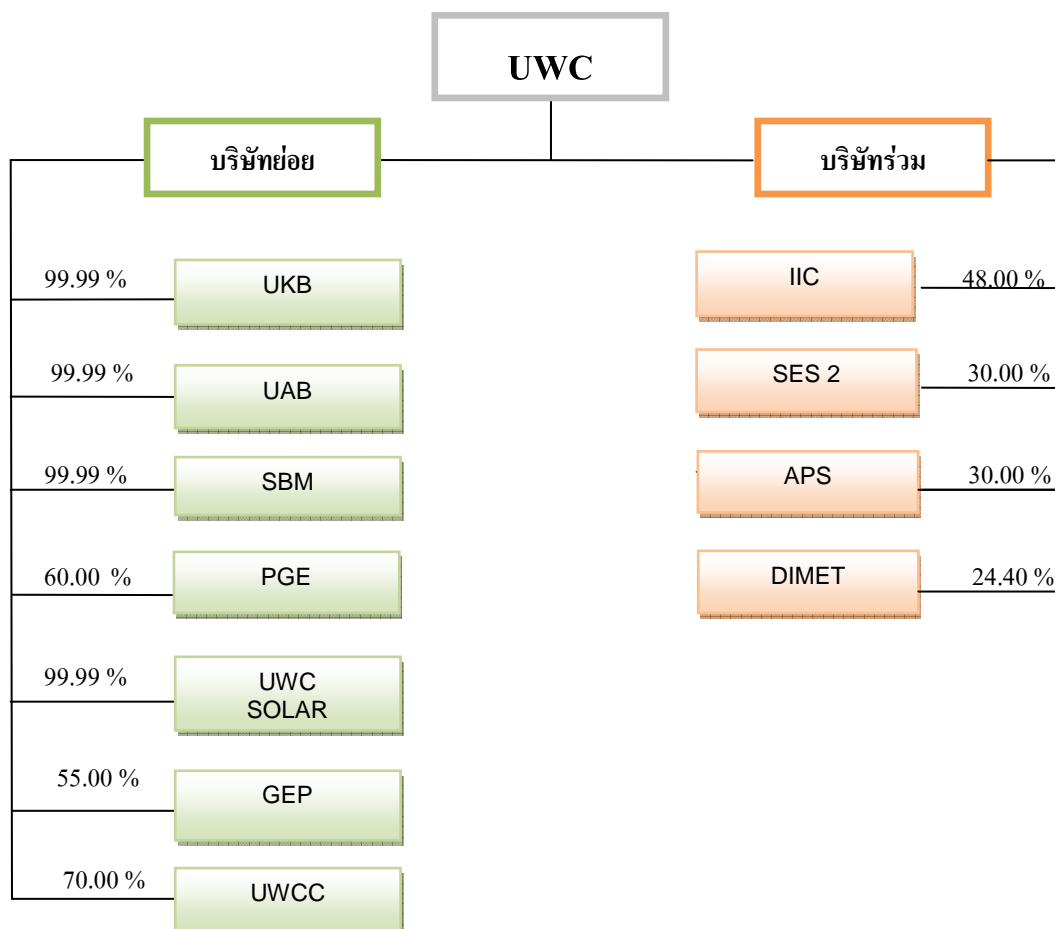 UWC
บริษัทย่อย
บริษัทร่วม
99.99 %
UKB
99.99 %
UAB
99.99 %
SBM
60.00 %
PGE
99.99 %
UWC
SOLAR
55.00 %
GEP
70.00 %
UWCC
IIC
48.00 %
SES 2
30.00 %
APS
30.00 %
DIMET
24.40 %